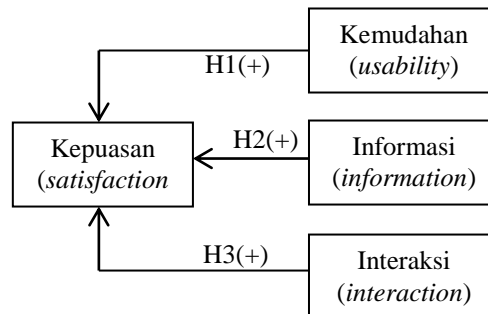 Kemudahan
(usability)
H1(+)
Kepuasan
(satisfaction
H2(+)
Informasi
(information)
H3(+)
Interaksi
(interaction)